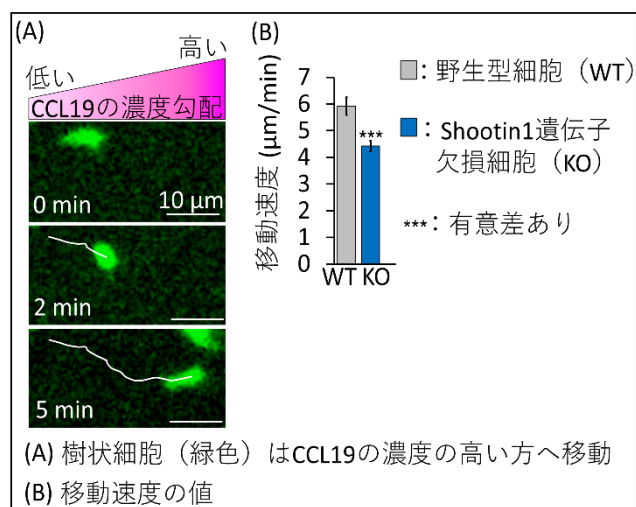 (A)
高い
低い
CCL19の濃度勾配
0 min
10 µm
2 min
5 min
(B)
移動速度 (µm/min)
7
6
5
4
3
2
1
0
***
WT KO
：野生型細胞（WT）
：Shootin1遺伝子
欠損細胞（KO）
***：有意差あり
(A) 樹状細胞（緑色）はCCL19の濃度の高い方へ移動
(B) 移動速度の値